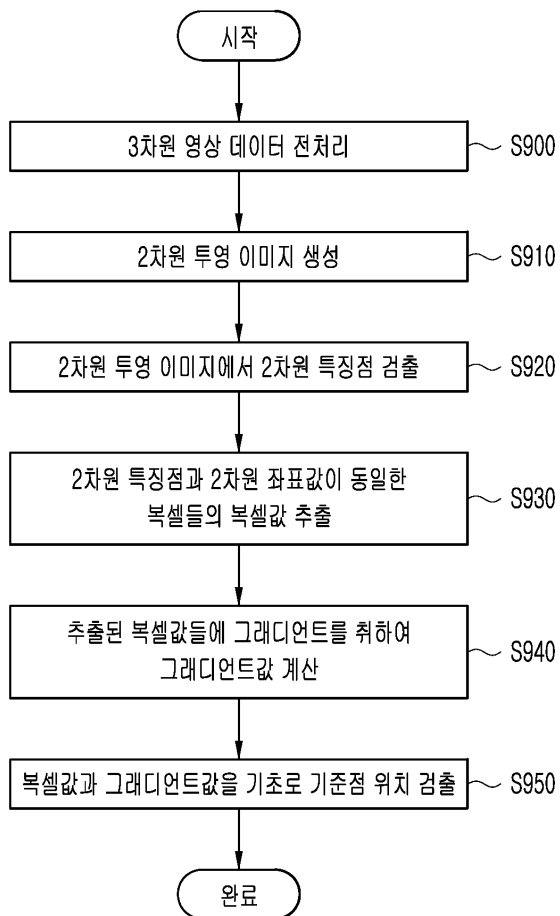 시작
3차원 영상 데이터 전처리
S900
2차원 투영 이미지 생성
S910
2차원 투영 이미지에서 2차원 특징점 검출
S920
2차원 특징점과 2차원 좌표값이 동일한
복셀들의 복셀값 추출
S930
추출된 복셀값들에 그래디언트를 취하여
그래디언트값 계산
S940
복셀값과 그래디언트값을 기초로 기준점 위치 검출
S950
완료